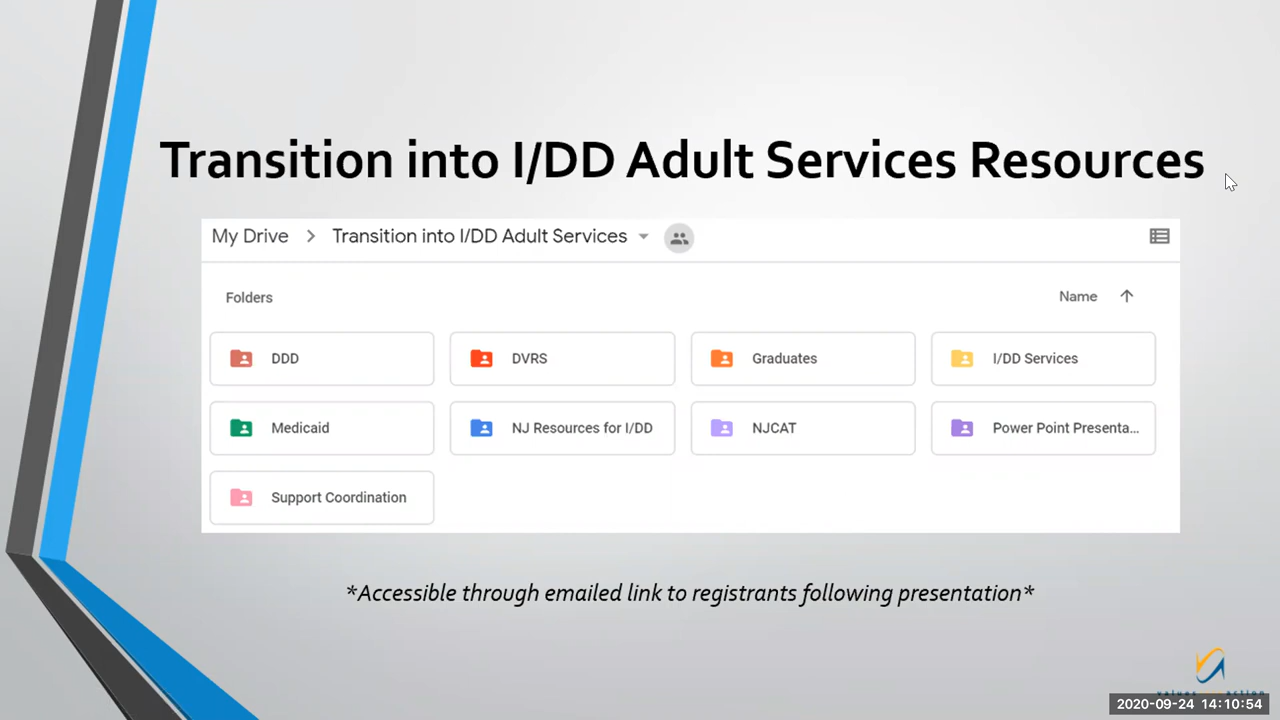 Transition into I/DD Adult Services Resources
My Drive > Transition into I/DD Adult Services
Folders Name
DDD DVRS Graduates I/DD Services
Medicaid NJ Resources for I/DD NJCAT Power Point Presenta...
Support Coordination
*Accessible through emailed link to registrants following presentation*
2020-09-24 14:10:54